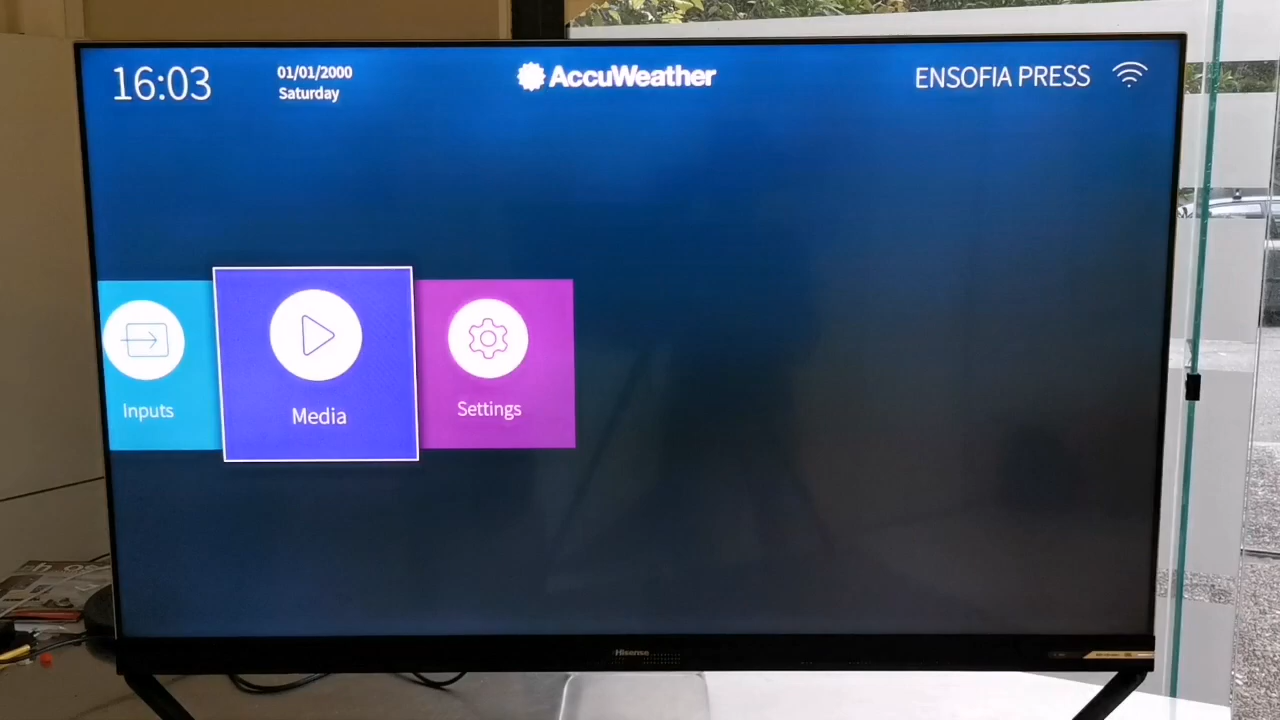 16:03
01/01/2000
Saturday
AccuWeather
ENSOFIA PRESS
Inputs
Media
Settings
Hisense